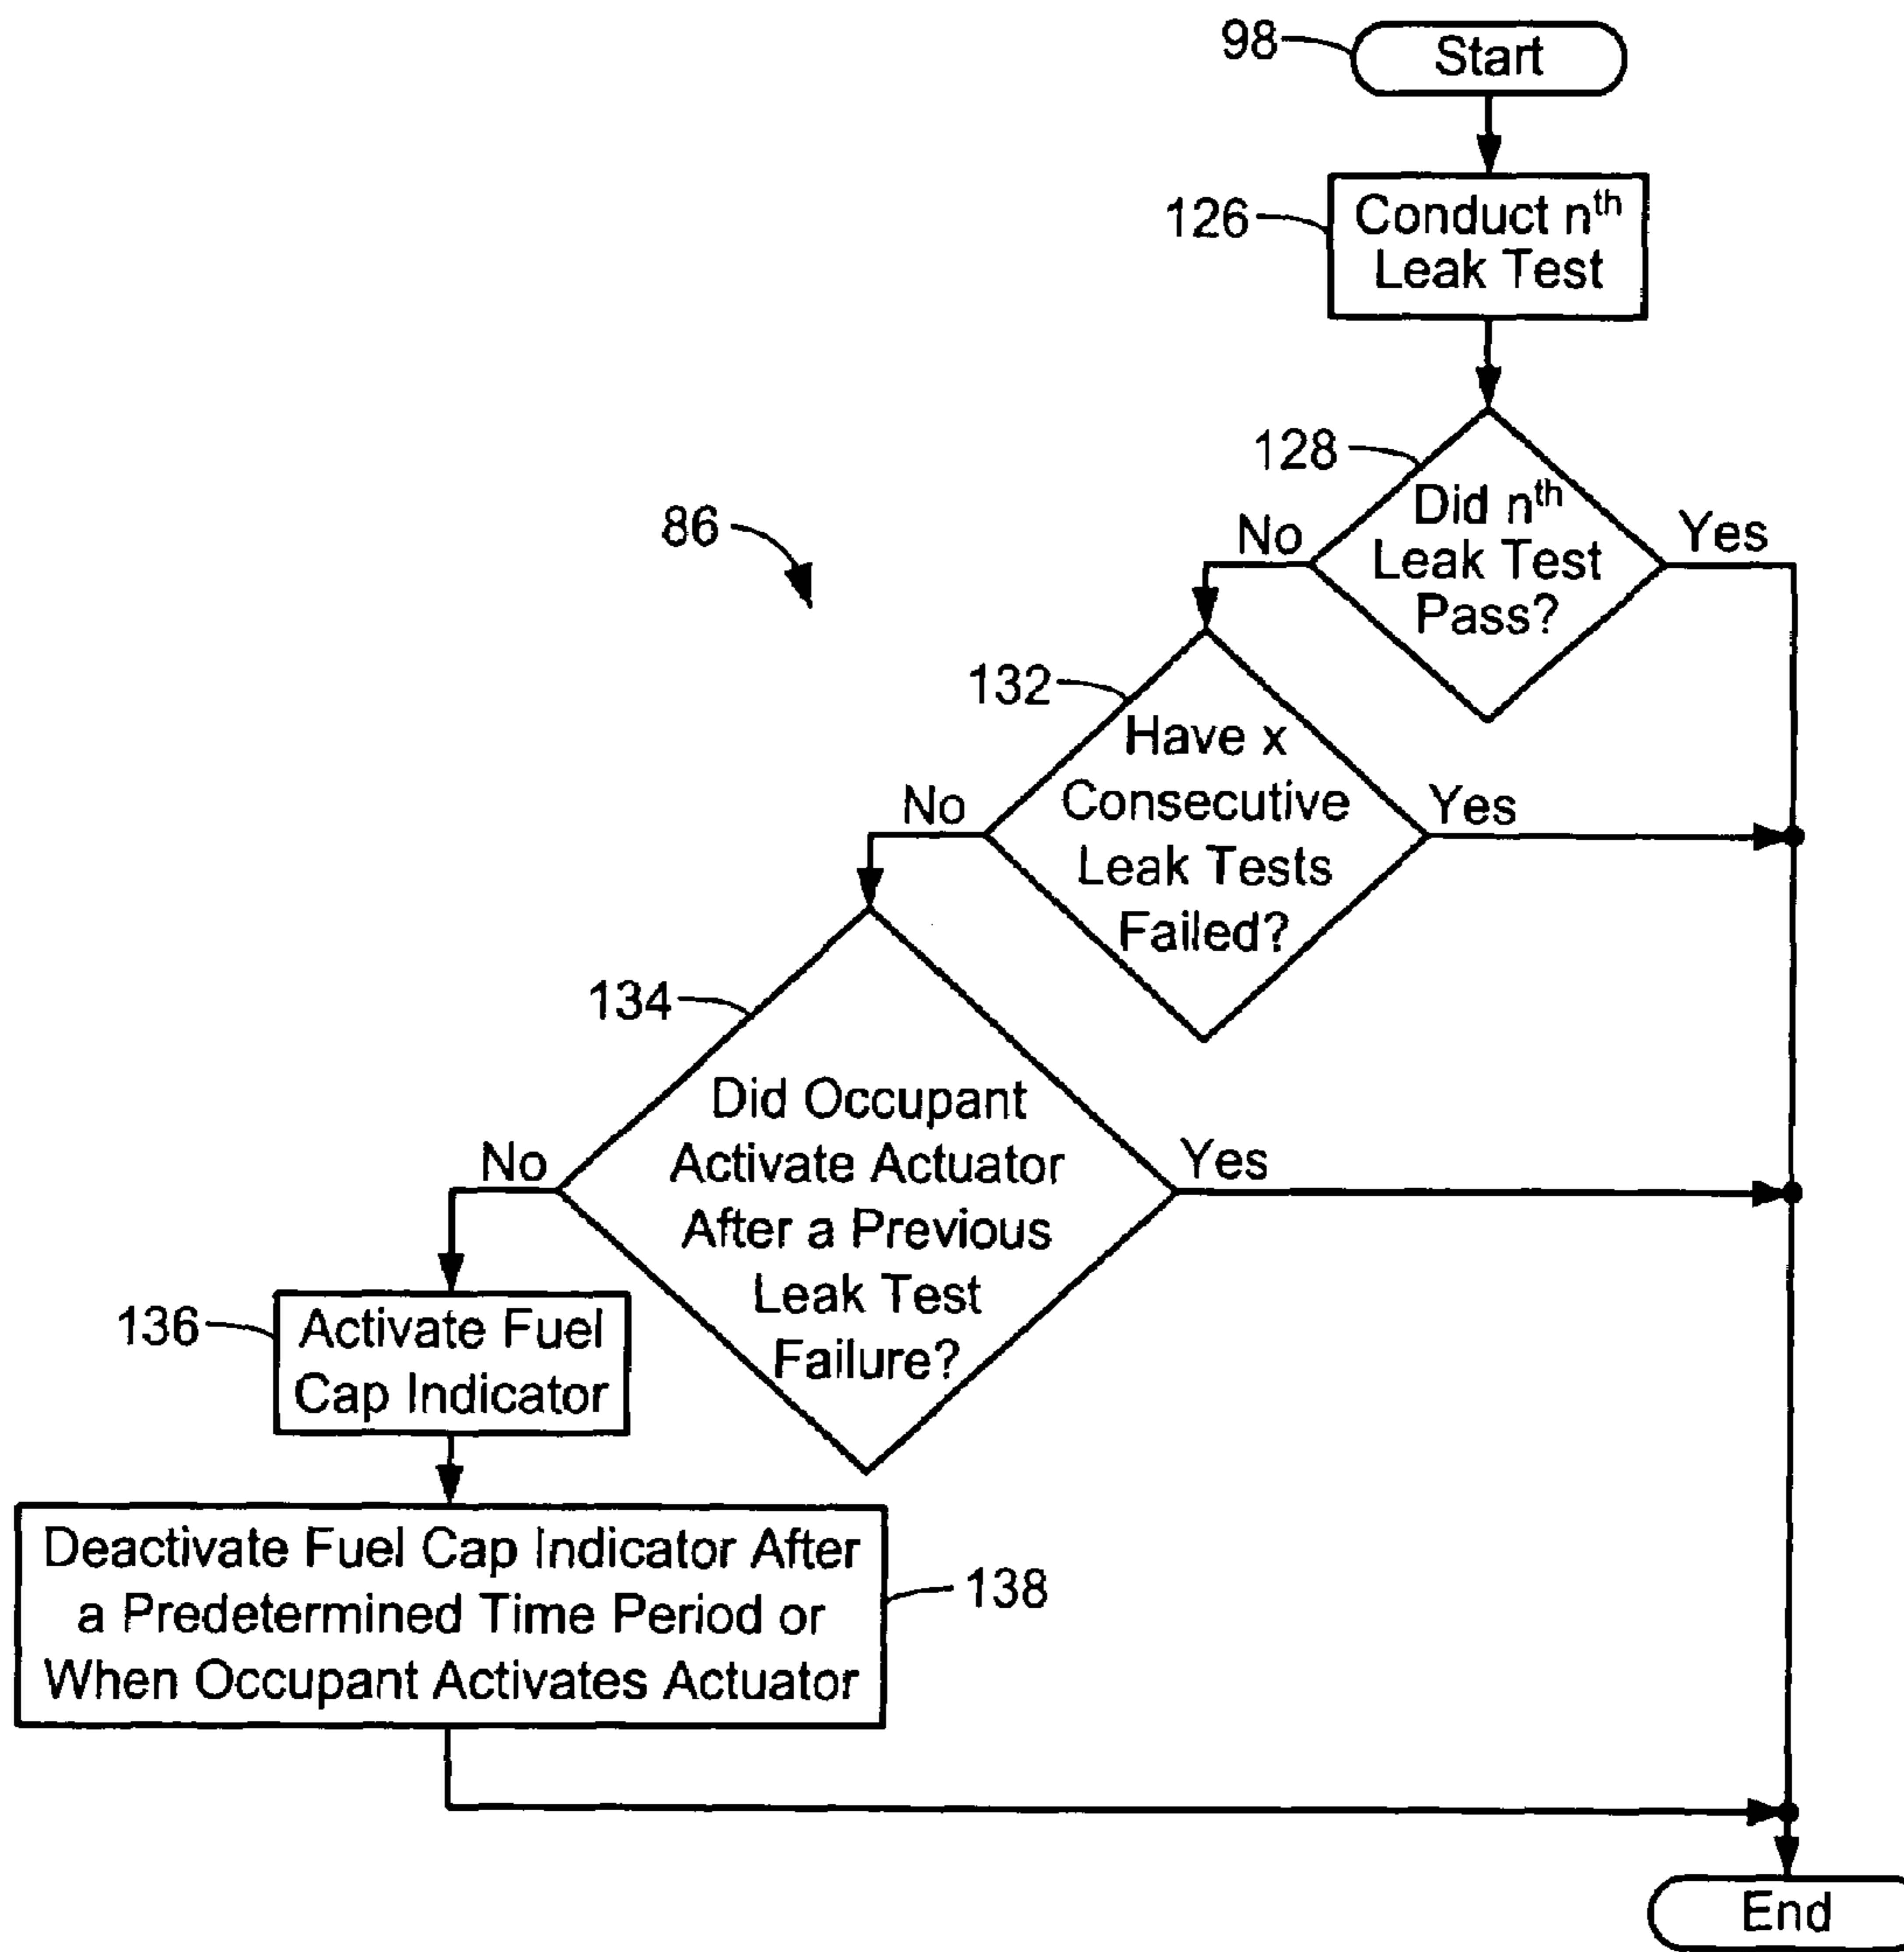 98
Start
126
Conduct nth
Leak Test
128
Did nth
Leak Test
Pass?
No
Yes
86
132
Have x
Consecutive
Leak Tests
Failed?
No
Yes
134
Did Occupant
Activate Actuator
After a Previous
Leak Test
Failure?
No
Yes
136
Activate Fuel
Cap Indicator
Deactivate Fuel Cap Indicator After
a Predetermined Time Period or
When Occupant Activates Actuator
138
End